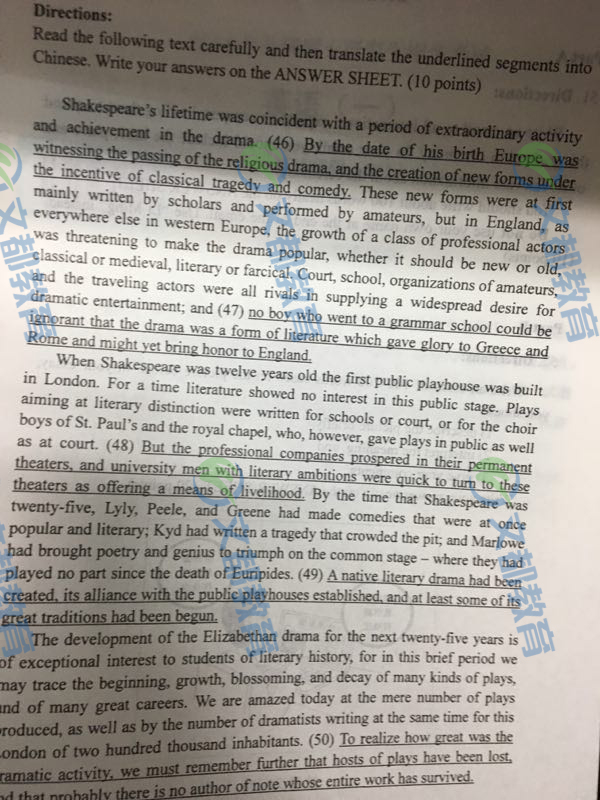 Directions:
Read the following text carefully and then translate the underlined segments into
Chinese. Write your answers on the ANSWER SHEET. (10 points)
Shakespeare's lifetime was coincident with a period of extraordinary activity
and achievement in the drama. (46) By the date of his birth Europe was
witnessing the passing of the religious drama, and the creation of new forms under
the incentive of classical tragedy and comedy. These new forms were at first
mainly written by scholars and performed by amateurs, but in England, as
everywhere else in western Europe, the growth of a class of professional actors
was threatening to make the drama popular, whether it should be new or old,
classical or medieval, literary or farcical. Court, school, organizations of amateurs,
and the traveling actors were all rivals in supplying a widespread desire for
dramatic entertainment; and (47) no boy who went to a grammar school could be
ignorant that the drama was a form of literature which gave glory to Greece and
Rome and might yet bring honor to England.
When Shakespeare was twelve years old the first public playhouse was built
in London. For a time literature showed no interest in this public stage. Plays
aiming at literary distinction were written for schools or court, or for the choir
boys of St. Paul's and the royal chapel, who, however, gave plays in public as well
as at court. (48) But the professional companies prospered in their permanent
theaters, and university men with literary ambitions were quick to turn to these
theaters as offering a means of livelihood. By the time that Shakespeare was
twenty-five, Lyly, Peele, and Greene had made comedies that were at once
popular and literary; Kyd had written a tragedy that crowded the pit; and Marlowe
had brought poetry and genius to triumph on the common stage – where they had
played no part since the death of Euripides. (49) A native literary drama had been
created, its alliance with the public playhouses established, and at least some of its
great traditions had been begun.
The development of the Elizabethan drama for the next twenty-five years is
of exceptional interest to students of literary history, for in this brief period we
may trace the beginning, growth, blossoming, and decay of many kinds of plays,
and of many great careers. We are amazed today at the mere number of plays
produced, as well as by the number of dramatists writing at the same time for this
London of two hundred thousand inhabitants. (50) To realize how great was the
dramatic activity, we must remember further that hosts of plays have been lost,
and that probably there is no author of note whose entire work has survived.
文都教育
文都教育
文都教育
文都教育